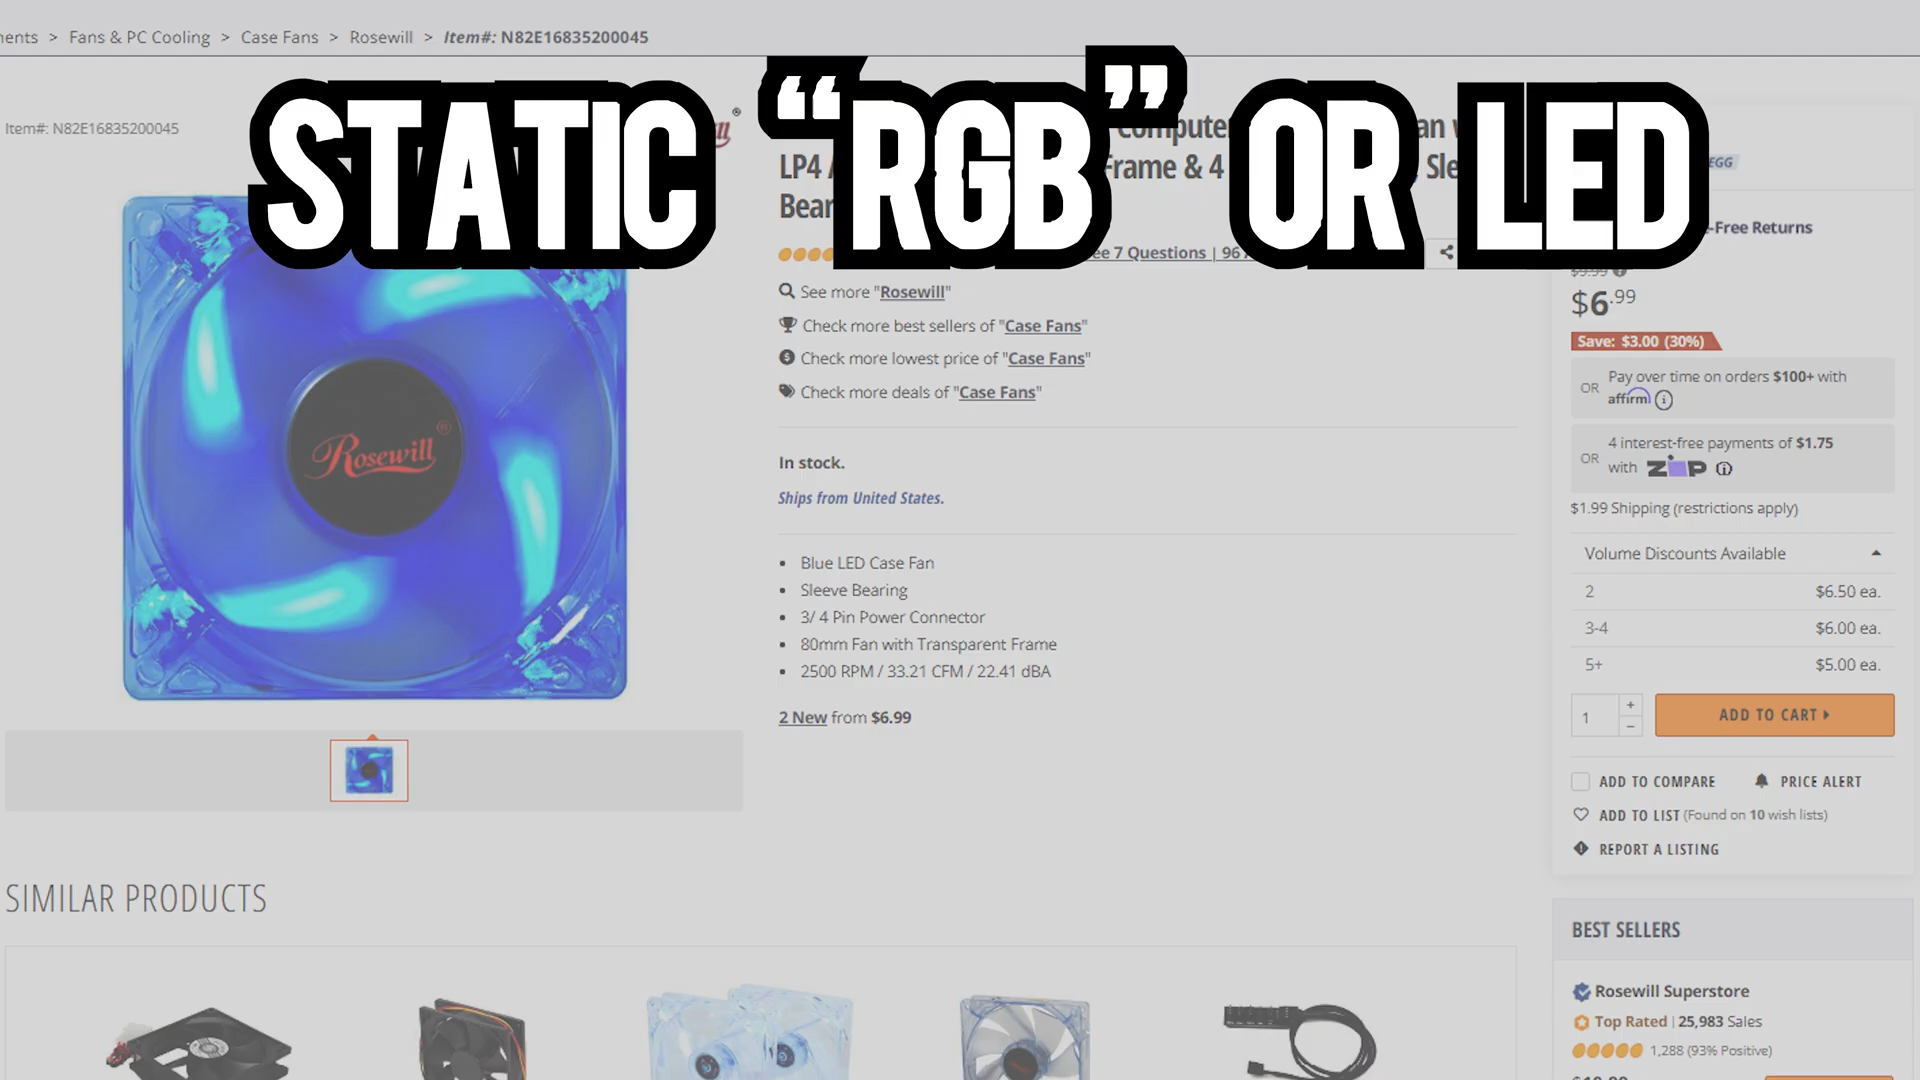 > Fans & PC Cooling > Case Fans > Rosewill > Item#: N82E16835200045
STATIC “RGB” OR LED
Item#: N82E16835200045
LP4 Frame & 4
-Free Returns
See more "Rosewill"
Check more best sellers of "Case Fans"
Check more lowest price of "Case Fans"
Check more deals of "Case Fans"
7 Questions |
$6.99
Save: $3.00 (30%)
OR Pay over time on orders $100+ with
affirm
OR 4 interest-free payments of $1.75
with ZIP
$1.99 Shipping (restrictions apply)
Rosewill®
In stock.
Ships from United States.
Blue LED Case Fan
Sleeve Bearing
3/ 4 Pin Power Connector
80mm Fan with Transparent Frame
2500 RPM / 33.21 CFM / 22.41 dBA
2 New from $6.99
Volume Discounts Available
2 $6.50 ea.
3-4 $6.00 ea.
5+ $5.00 ea.
1 + − ADD TO CART
ADD TO COMPARE PRICE ALERT
ADD TO LIST (Found on 10 wish lists)
REPORT A LISTING
SIMILAR PRODUCTS
BEST SELLERS
Rosewill Superstore
Top Rated | 25,983 Sales
1,288 (93% Positive)